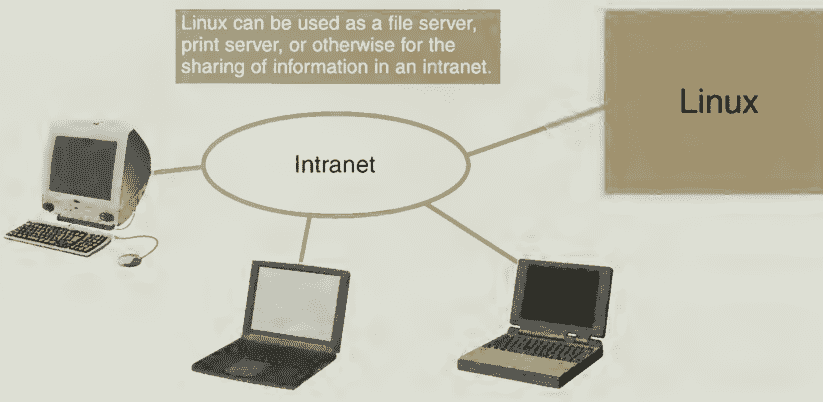 Linux can be used as a file server,
print server, or otherwise for the
sharing of information in an intranet.
Linux
Intranet